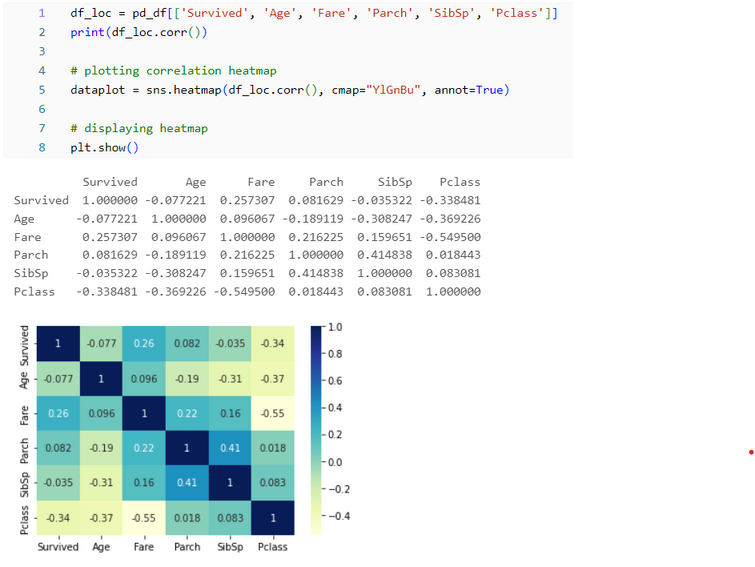 1 df_loc = pd_df[['Survived', 'Age', 'Fare', 'Parch', 'SibSp', 'Pclass']]
2 print(df_loc.corr())
3
4 # plotting correlation heatmap
5 dataplot = sns.heatmap(df_loc.corr(), cmap="YlGnBu", annot=True)
6
7 # displaying heatmap
8 plt.show()
Survived Age Fare Parch SibSp Pclass
Survived 1.000000 -0.077221 0.257307 0.081629 -0.035322 -0.338481
Age -0.077221 1.000000 0.096067 -0.189119 -0.308247 -0.369226
Fare 0.257307 0.096067 1.000000 0.216225 0.159651 -0.549500
Parch 0.081629 -0.189119 0.216225 1.000000 0.414838 0.018443
SibSp -0.035322 -0.308247 0.159651 0.414838 1.000000 0.083081
Pclass -0.338481 -0.369226 -0.549500 0.018443 0.083081 1.000000
Survived 1 -0.077 0.26 0.082 -0.035 -0.34
Age -0.077 1 0.096 -0.19 -0.31 -0.37
Fare 0.26 0.096 1 0.22 0.16 -0.55
Parch 0.082 -0.19 0.22 1 0.41 0.018
SibSp -0.035 -0.31 0.16 0.41 1 0.083
Pclass -0.34 -0.37 -0.55 0.018 0.083 1
Survived Age Fare Parch SibSp Pclass
1.0
0.8
0.6
0.4
0.2
0.0
−0.2
−0.4